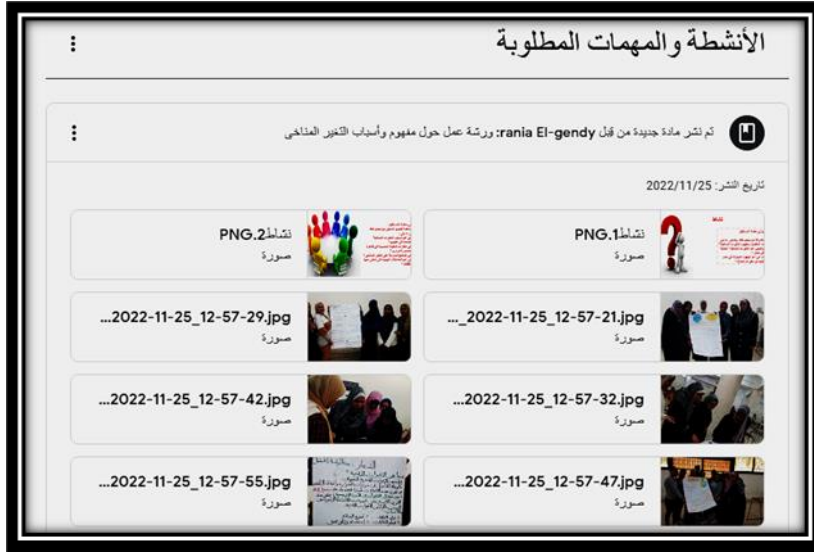 الأنشطة والمهمات المطلوبة
تم نشر مادة جديدة من قبل rania El-gendy: ورشة عمل حول مفهوم وأسباب التغير المناخى
تاريخ النشر: 2022/11/25
نشاط1.PNG
صورة
نشاط2.PNG
صورة
..._2022-11-25_12-57-21.jpg
صورة
...2022-11-25_12-57-29.jpg
صورة
...2022-11-25_12-57-32.jpg
صورة
...2022-11-25_12-57-42.jpg
صورة
...2022-11-25_12-57-47.jpg
صورة
...2022-11-25_12-57-55.jpg
صورة